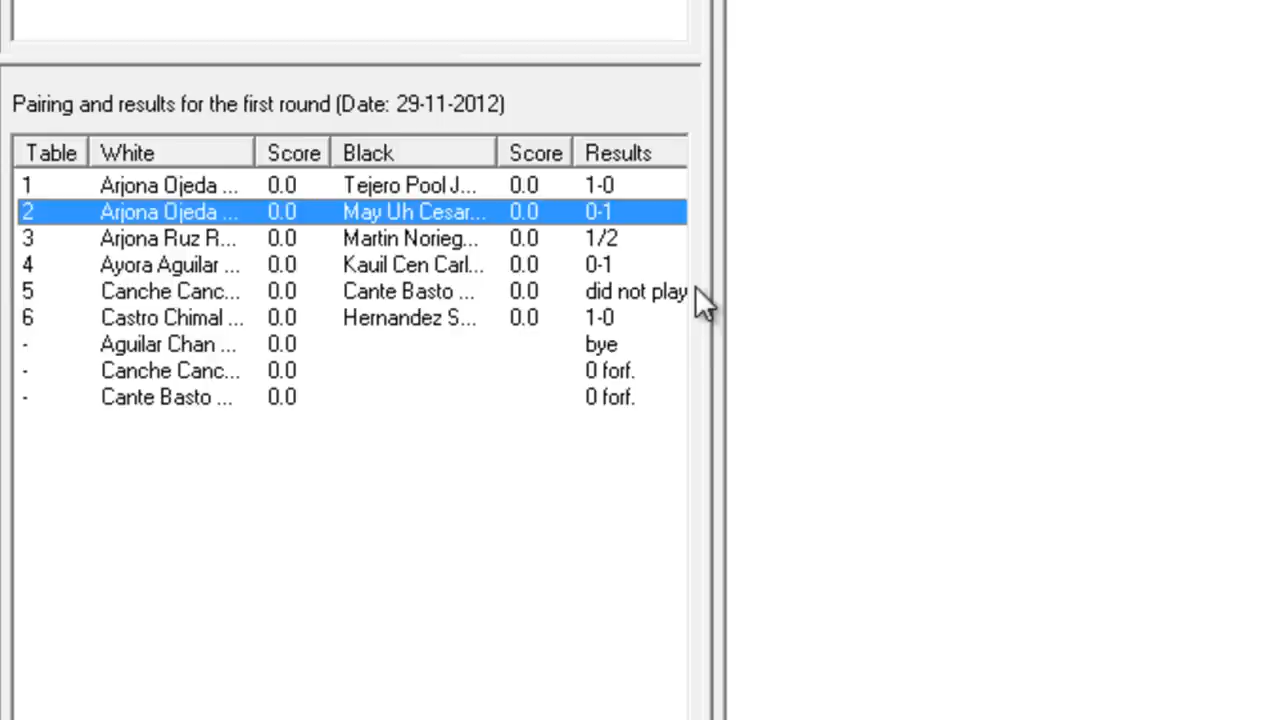 Pairing and results for the first round (Date: 29-11-2012)
Table White Score Black Score Results
1 Arjona Ojeda ... 0.0 Tejero Pool J... 0.0 1-0
2 Arjona Ojeda ... 0.0 May Uh Cesar... 0.0 0-1
3 Arjona Ruz R... 0.0 Martin Norieg... 0.0 1/2
4 Ayora Aguilar ... 0.0 Kauil Cen Carl... 0.0 0-1
5 Canche Canc... 0.0 Cante Basto ... 0.0 did not play
6 Castro Chimal ... 0.0 Hernandez S... 0.0 1-0
- Aguilar Chan ... 0.0 bye
- Canche Canc... 0.0 0 forf.
- Cante Basto ... 0.0 0 forf.